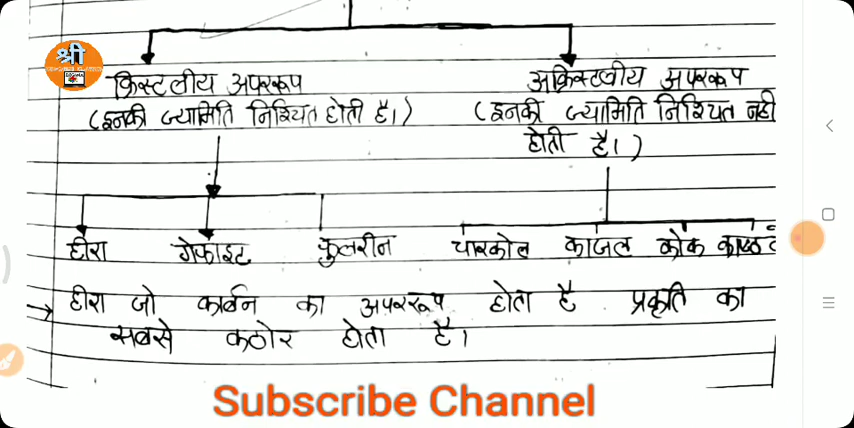 श्री
क्रिस्टलीय अपररूप
अक्रिस्टलीय अपररूप
(इनकी ज्यामिति निश्चित होती है।)
(इनकी ज्यामिति निश्चित नही
होती है।)
हीरा ग्रेफाइट फुलरीन चारकोल काजल कोक काष्ठ
→ हीरा जो कार्बन का अपररूप होता है प्रकृति का
सबसे कठोर होता है।
Subscribe Channel